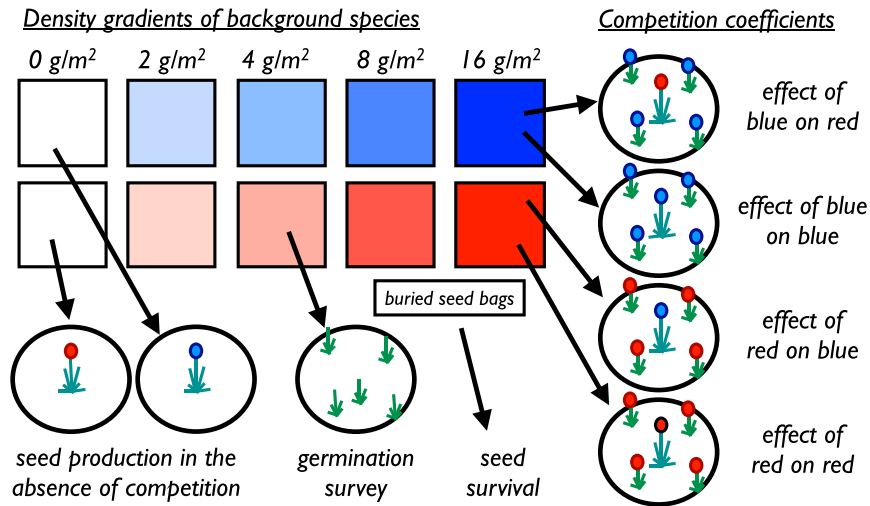 Density gradients of background species
Competition coefficients
0 g/m²
2 g/m²
4 g/m²
8 g/m²
16 g/m²
effect of
blue on red
effect of blue
on blue
effect of
red on blue
effect of
red on red
buried seed bags
seed production in the
absence of competition
germination
survey
seed
survival